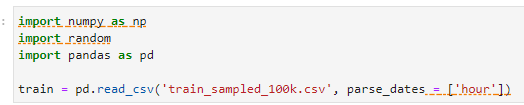 :
import numpy as np
import random
import pandas as pd
train = pd.read_csv('train_sampled_100k.csv', parse_dates = ['hour'])